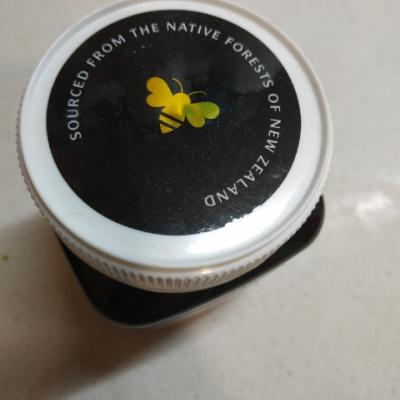 SOURCED FROM THE NATIVE FORESTS OF NEW ZEALAND